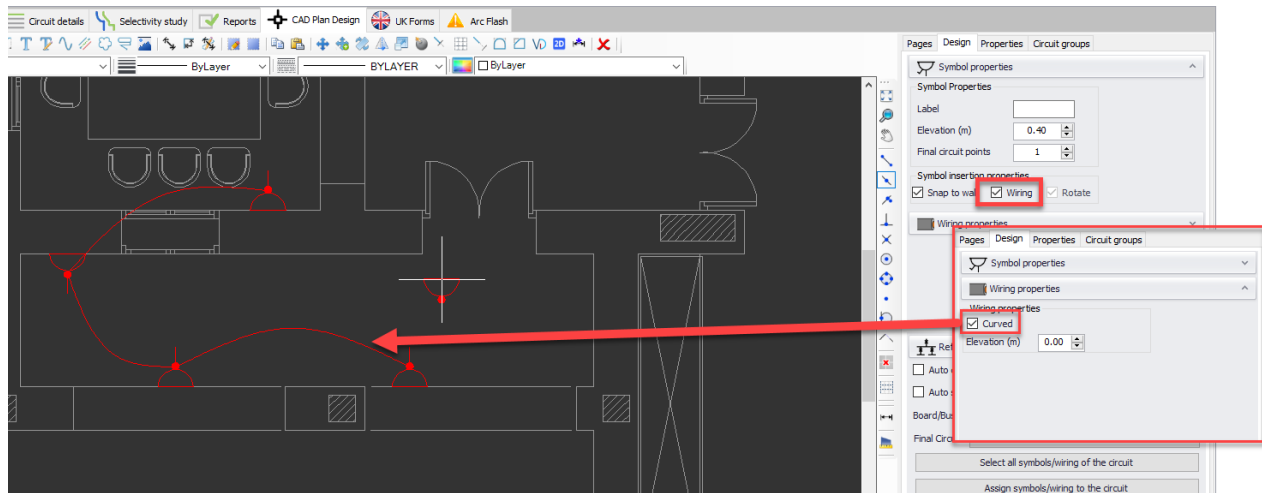 Circuit details Selectivity study Reports CAD Plan Design UK Forms Arc Flash
ByLayer BYLAYER ByLayer
Pages Design Properties Circuit groups
Symbol properties
Symbol Properties
Label
Elevation (m) 0.40
Final circuit points 1
Symbol insertion properties
Snap to wal Wiring Rotate
Wiring properties
Pages Design Properties Circuit groups
Symbol properties
Wiring properties
Wiring properties
Curved
Elevation (m) 0.00
Ref
Auto
Auto
Board/Bu
Final Circ
Select all symbols/wiring of the circuit
Assign symbols/wiring to the circuit